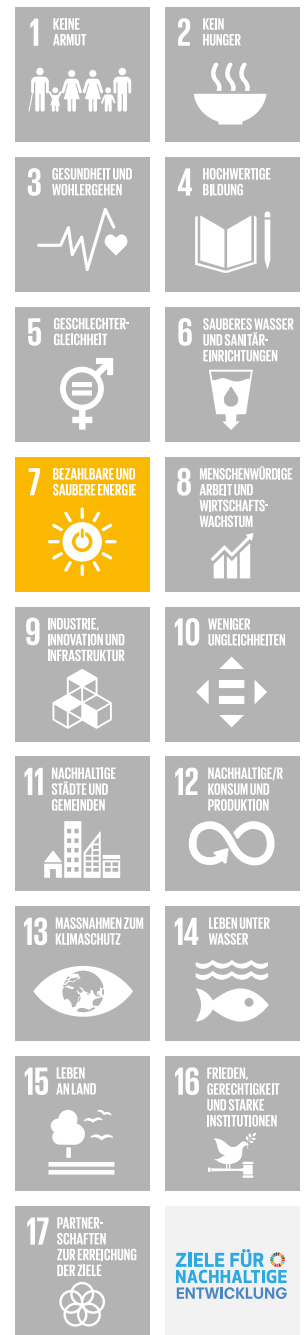 1 KEINE
ARMUT
2 KEIN
HUNGER
3 GESUNDHEIT UND
WOHLERGEHEN
4 HOCHWERTIGE
BILDUNG
5 GESCHLECHTER-
GLEICHHEIT
6 SAUBERES WASSER
UND SANITÄR-
EINRICHTUNGEN
7 BEZAHLBARE UND
SAUBERE ENERGIE
8 MENSCHENWÜRDIGE
ARBEIT UND
WIRTSCHAFTS-
WACHSTUM
9 INDUSTRIE,
INNOVATION UND
INFRASTRUKTUR
10 WENIGER
UNGLEICHHEITEN
11 NACHHALTIGE
STÄDTE UND
GEMEINDEN
12 NACHHALTIGE/R
KONSUM UND
PRODUKTION
13 MASSNAHMEN ZUM
KLIMASCHUTZ
14 LEBEN UNTER
WASSER
15 LEBEN
AN LAND
16 FRIEDEN,
GERECHTIGKEIT
UND STARKE
INSTITUTIONEN
17 PARTNER-
SCHAFTEN
ZUR ERREICHUNG
DER ZIELE
ZIELE FÜR
NACHHALTIGE
ENTWICKLUNG